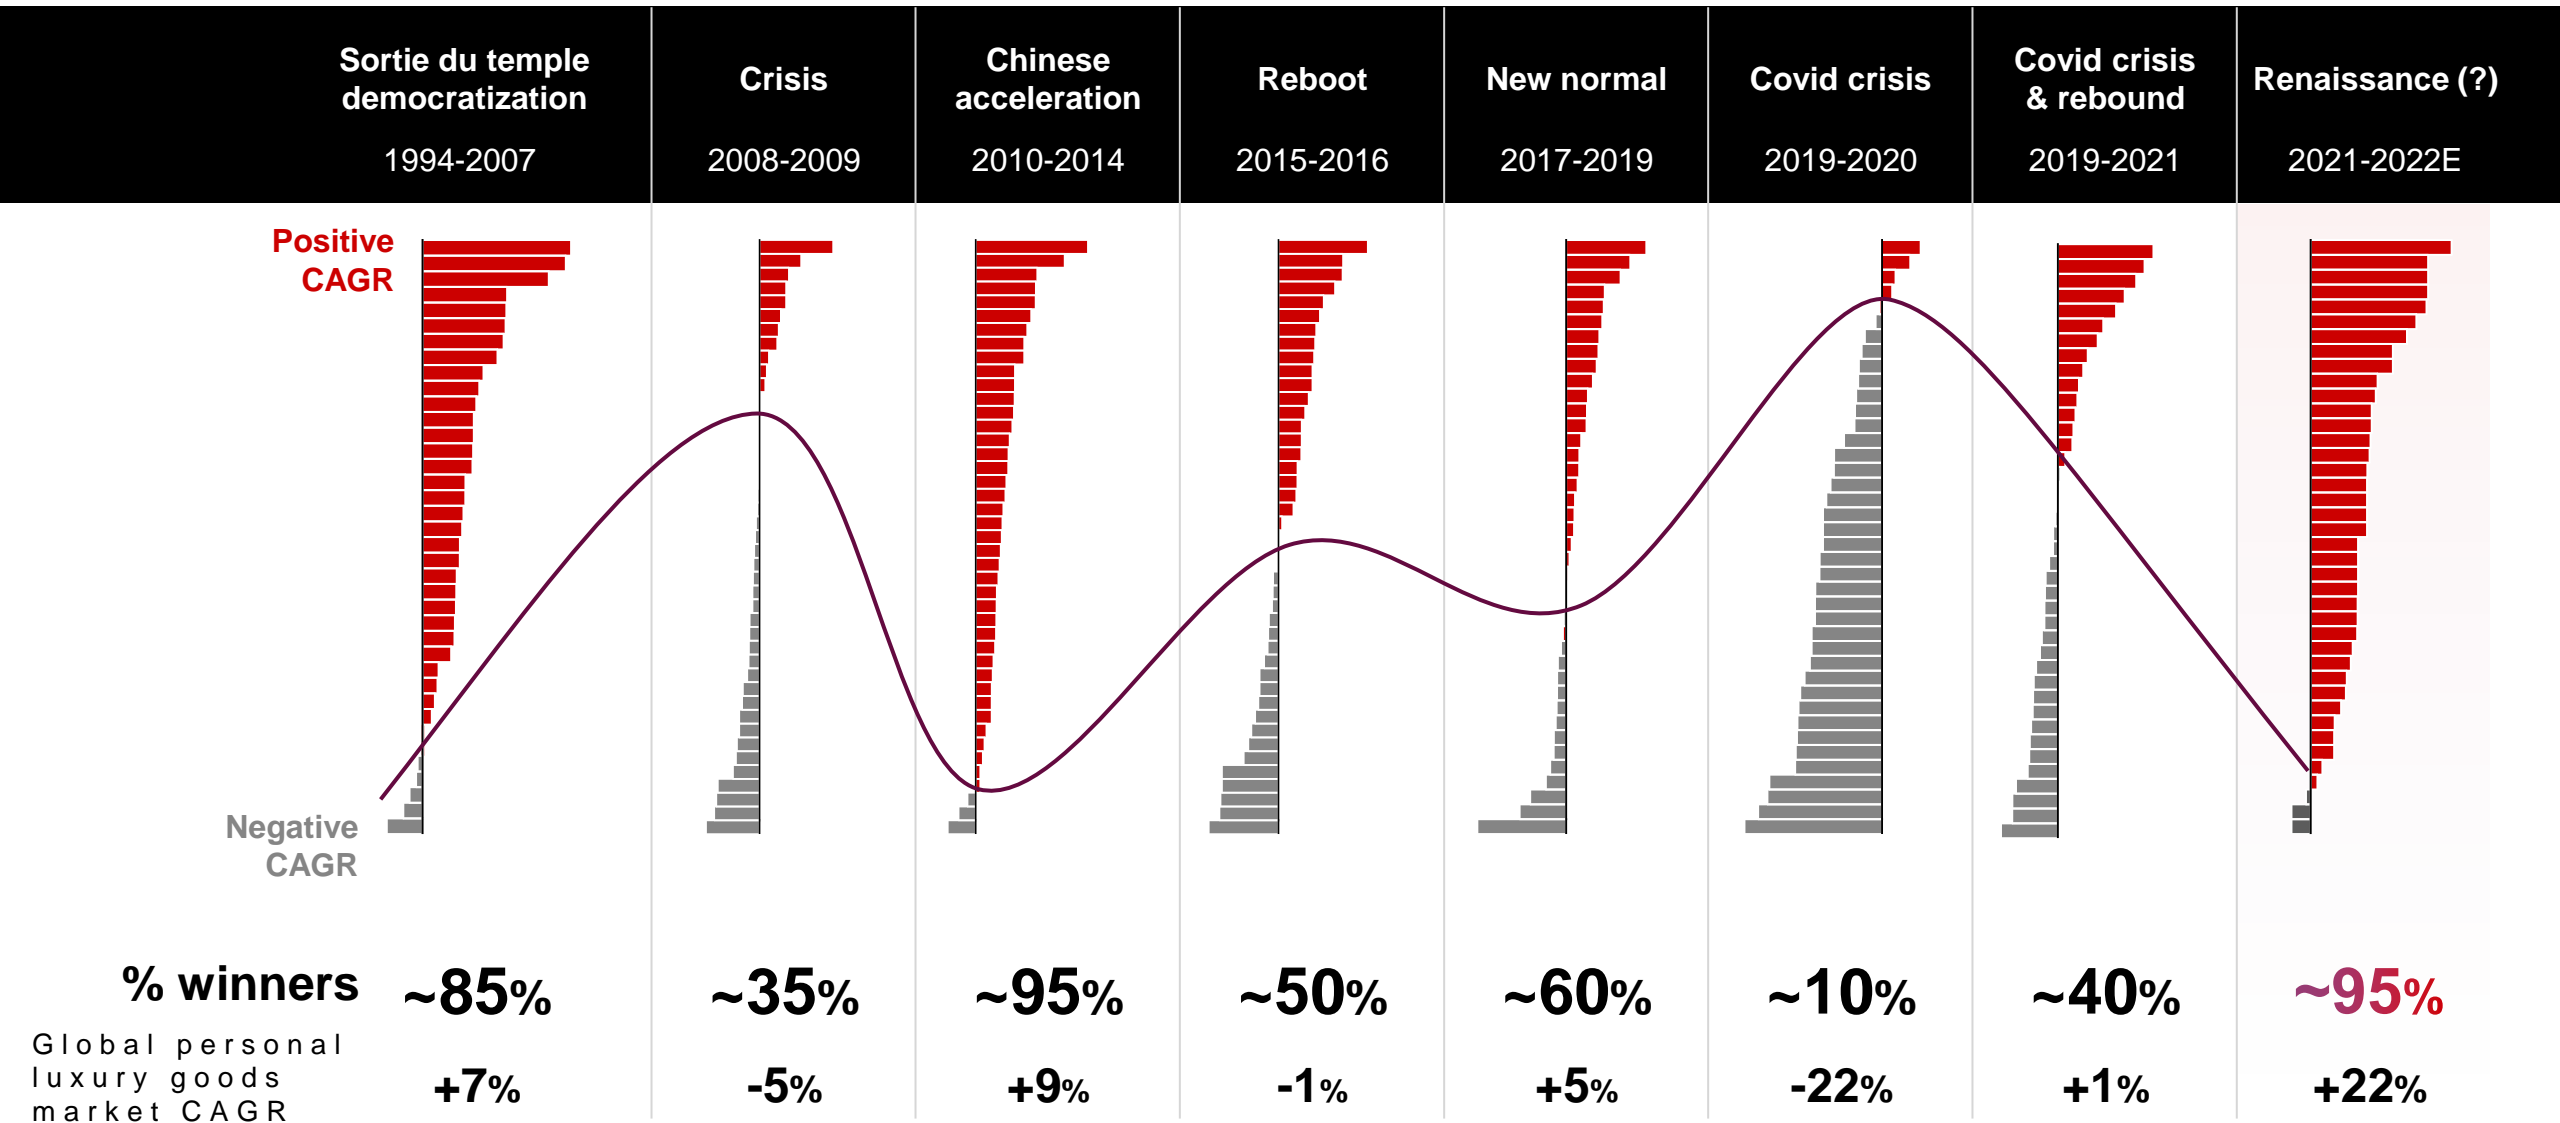 Sortie du temple
democratization
1994-2007
Crisis
2008-2009
Chinese
acceleration
2010-2014
Reboot
2015-2016
New normal
2017-2019
Covid crisis
2019-2020
Covid crisis
& rebound
2019-2021
Renaissance (?)
2021-2022E
Positive
CAGR
Negative
CAGR
% winners
~85%
~35%
~95%
~50%
~60%
~10%
~40%
~95%
Global personal
luxury goods
market CAGR
+7%
-5%
+9%
-1%
+5%
-22%
+1%
+22%